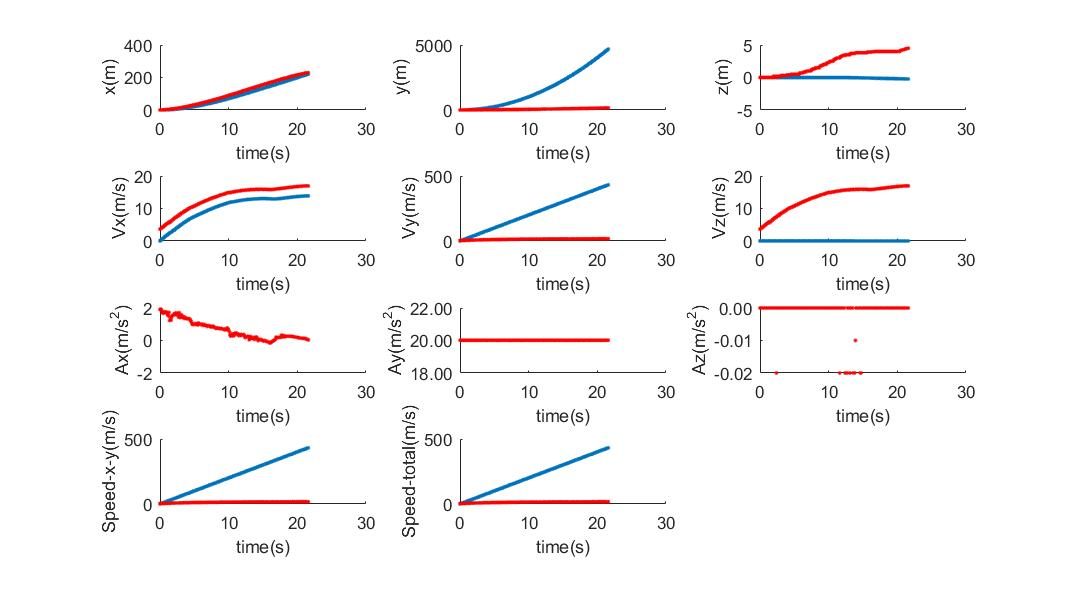 400
200
0
x(m)
0 10 20 30
time(s)
5000
0
y(m)
0 10 20 30
time(s)
5
0
-5
z(m)
0 10 20 30
time(s)
20
10
0
Vx(m/s)
0 10 20 30
time(s)
500
0
Vy(m/s)
0 10 20 30
time(s)
20
10
0
Vz(m/s)
0 10 20 30
time(s)
2
0
-2
Ax(m/s²)
0 10 20 30
time(s)
22.00
20.00
18.00
Ay(m/s²)
0 10 20 30
time(s)
0.00
-0.01
-0.02
Az(m/s²)
0 10 20 30
time(s)
500
0
Speed-x-y(m/s)
0 10 20 30
time(s)
500
0
Speed-total(m/s)
0 10 20 30
time(s)